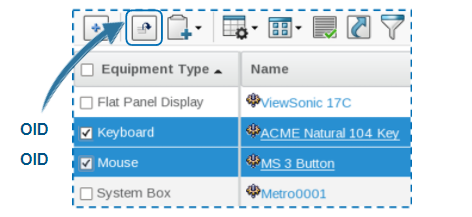 Equipment Type Name
Flat Panel Display ViewSonic 17C
OID Keyboard ACME Natural 104 Key
OID Mouse MS 3 Button
System Box Metro0001